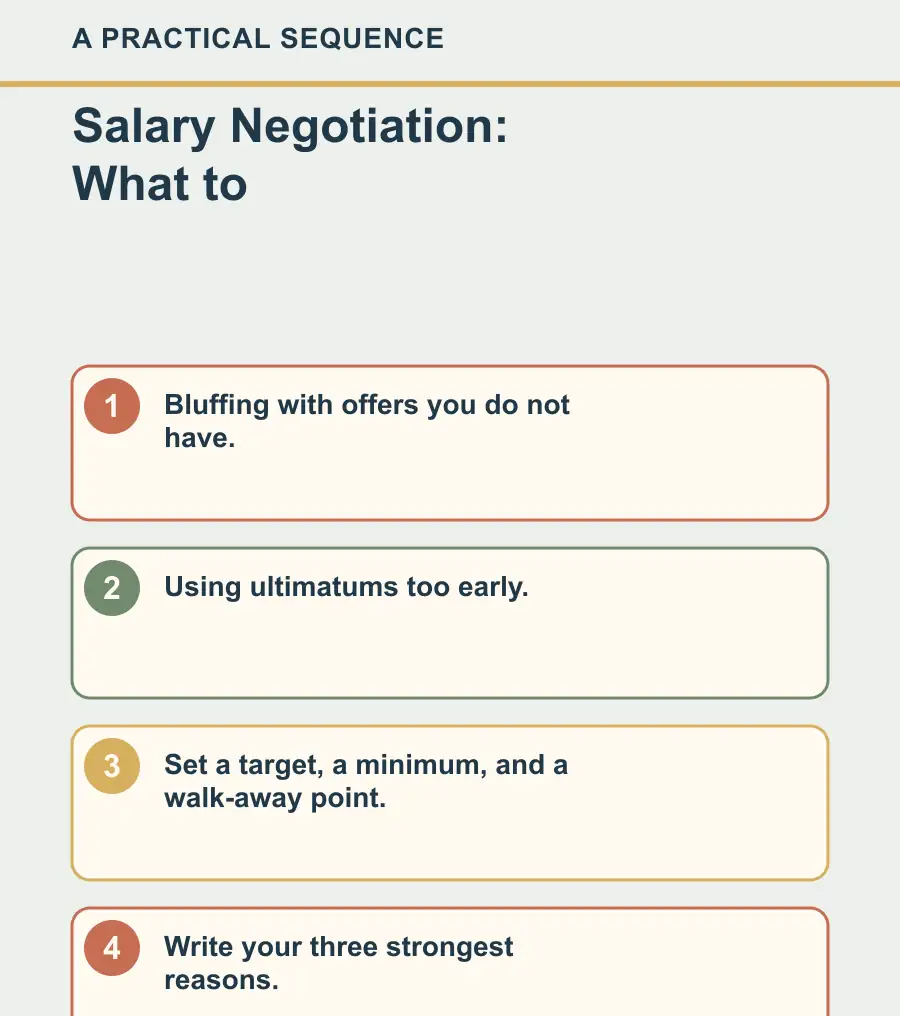 A PRACTICAL SEQUENCE
Salary Negotiation:
What to
1
Bluffing with offers you do not
have.
2
Using ultimatums too early.
3
Set a target, a minimum, and a
walk-away point.
4
Write your three strongest
reasons.